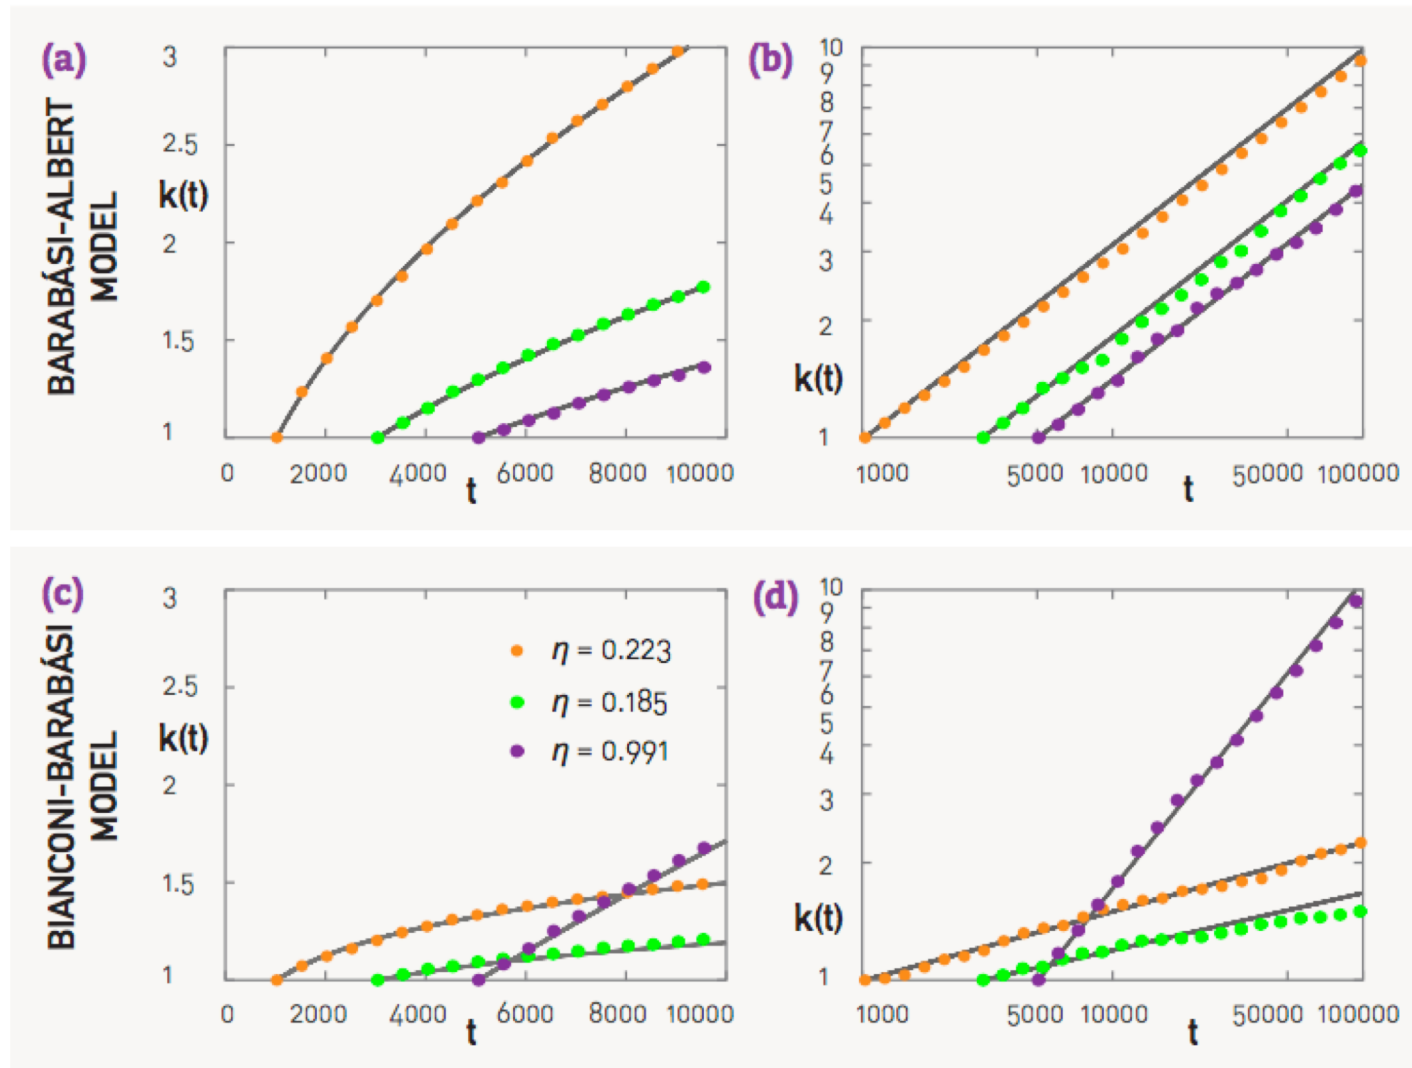 (a)
BARABÁSI-ALBERT
MODEL
3
2.5
k(t)
2
1.5
1
0 2000 4000 6000 8000 10000
t
(b)
10
9
8
7
6
5
4
3
2
k(t)
1
1000 5000 10000 50000 100000
t
(c)
BIANCONI-BARABÁSI
MODEL
3
2.5
k(t)
2
1.5
1
η = 0.223
η = 0.185
η = 0.991
0 2000 4000 6000 8000 10000
t
(d)
10
9
8
7
6
5
4
3
2
k(t)
1
1000 5000 10000 50000 100000
t